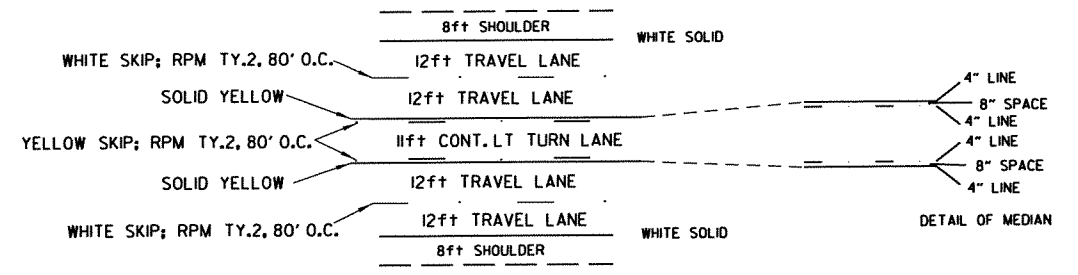 8ft SHOULDER
WHITE SOLID
WHITE SKIP; RPM TY.2, 80' O.C.
12ft TRAVEL LANE
4" LINE
SOLID YELLOW
12ft TRAVEL LANE
8" SPACE
4" LINE
YELLOW SKIP; RPM TY.2, 80' O.C.
11ft CONT.LT TURN LANE
4" LINE
8" SPACE
SOLID YELLOW
12ft TRAVEL LANE
4" LINE
12ft TRAVEL LANE
DETAIL OF MEDIAN
WHITE SKIP; RPM TY.2, 80' O.C.
WHITE SOLID
8ft SHOULDER